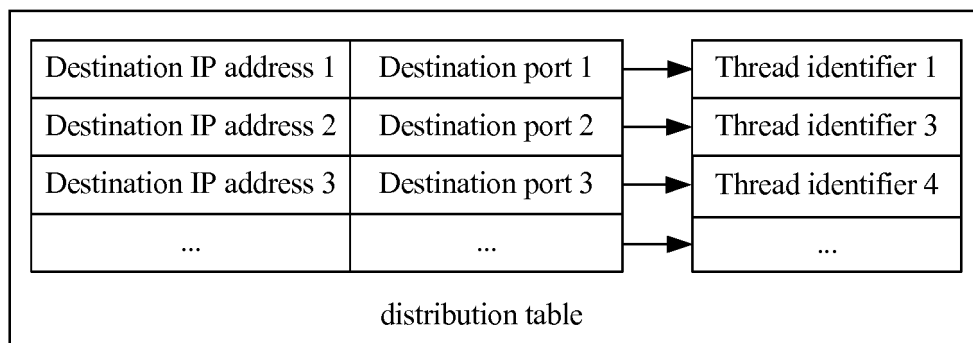 Destination IP address 1 Destination port 1 Thread identifier 1
Destination IP address 2 Destination port 2 Thread identifier 3
Destination IP address 3 Destination port 3 Thread identifier 4
... ... ...
distribution table